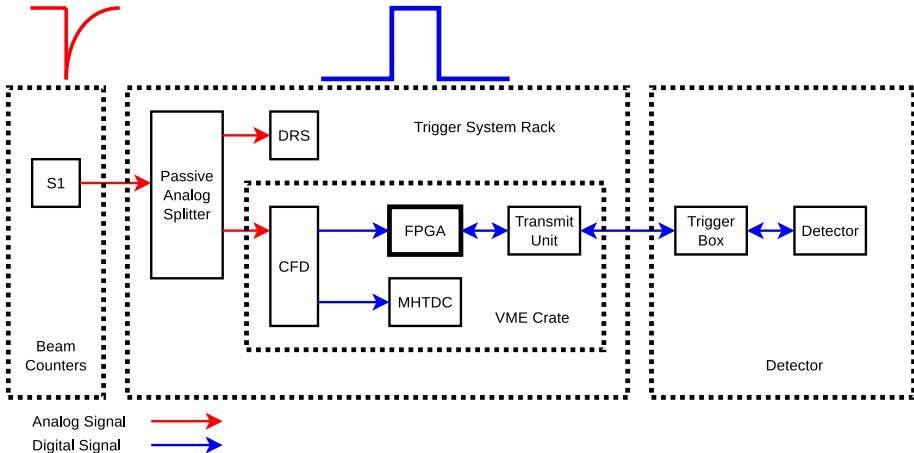 DRS
Trigger System Rack
S1
Passive
Analog
Splitter
FPGA
Transmit
Unit
Trigger
Box
Detector
CFD
MHTDC
VME Crate
Beam
Counters
Detector
Analog Signal
Digital Signal